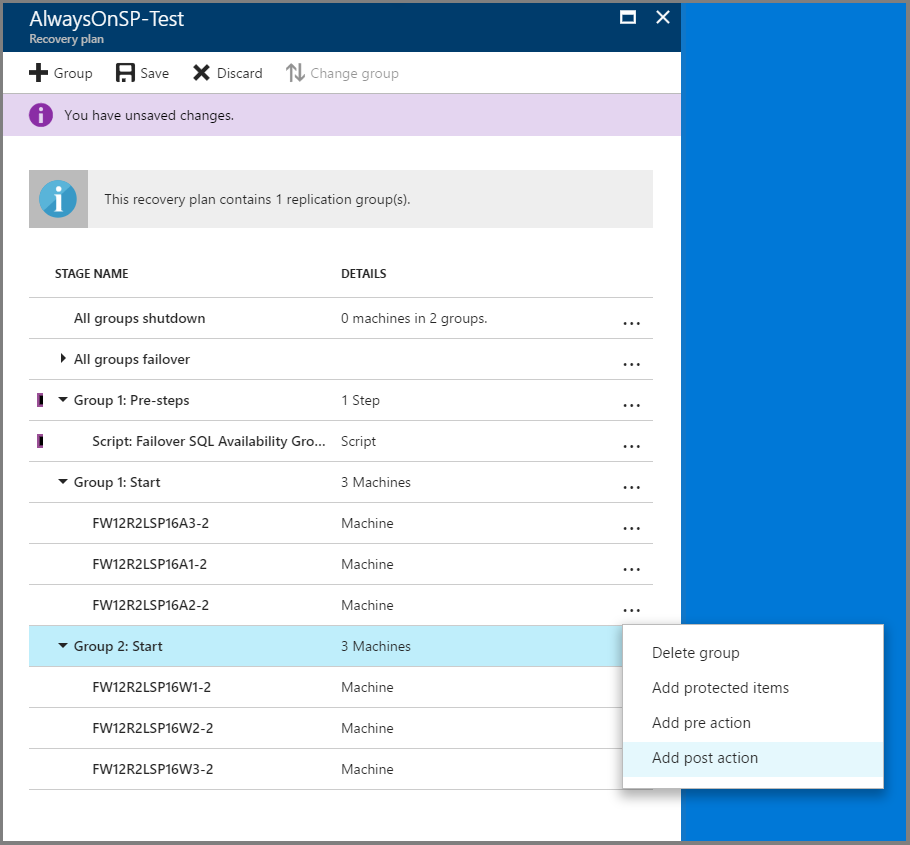 AlwaysOnSP-Test
Recovery plan
Group Save Discard Change group
You have unsaved changes.
This recovery plan contains 1 replication group(s).
STAGE NAME DETAILS
All groups shutdown 0 machines in 2 groups. ...
All groups failover ...
Group 1: Pre-steps 1 Step ...
Script: Failover SQL Availability Gro... Script ...
Group 1: Start 3 Machines ...
FW12R2LSP16A3-2 Machine ...
FW12R2LSP16A1-2 Machine ...
FW12R2LSP16A2-2 Machine ...
Group 2: Start 3 Machines
FW12R2LSP16W1-2 Machine
FW12R2LSP16W2-2 Machine
FW12R2LSP16W3-2 Machine
Delete group
Add protected items
Add pre action
Add post action